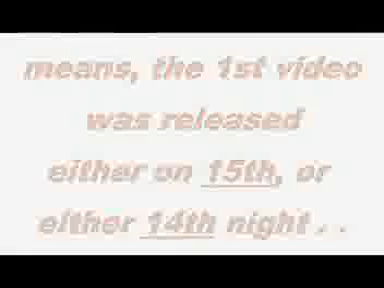 means, the 1st video
was released
either on 15th, or
either 14th night . .